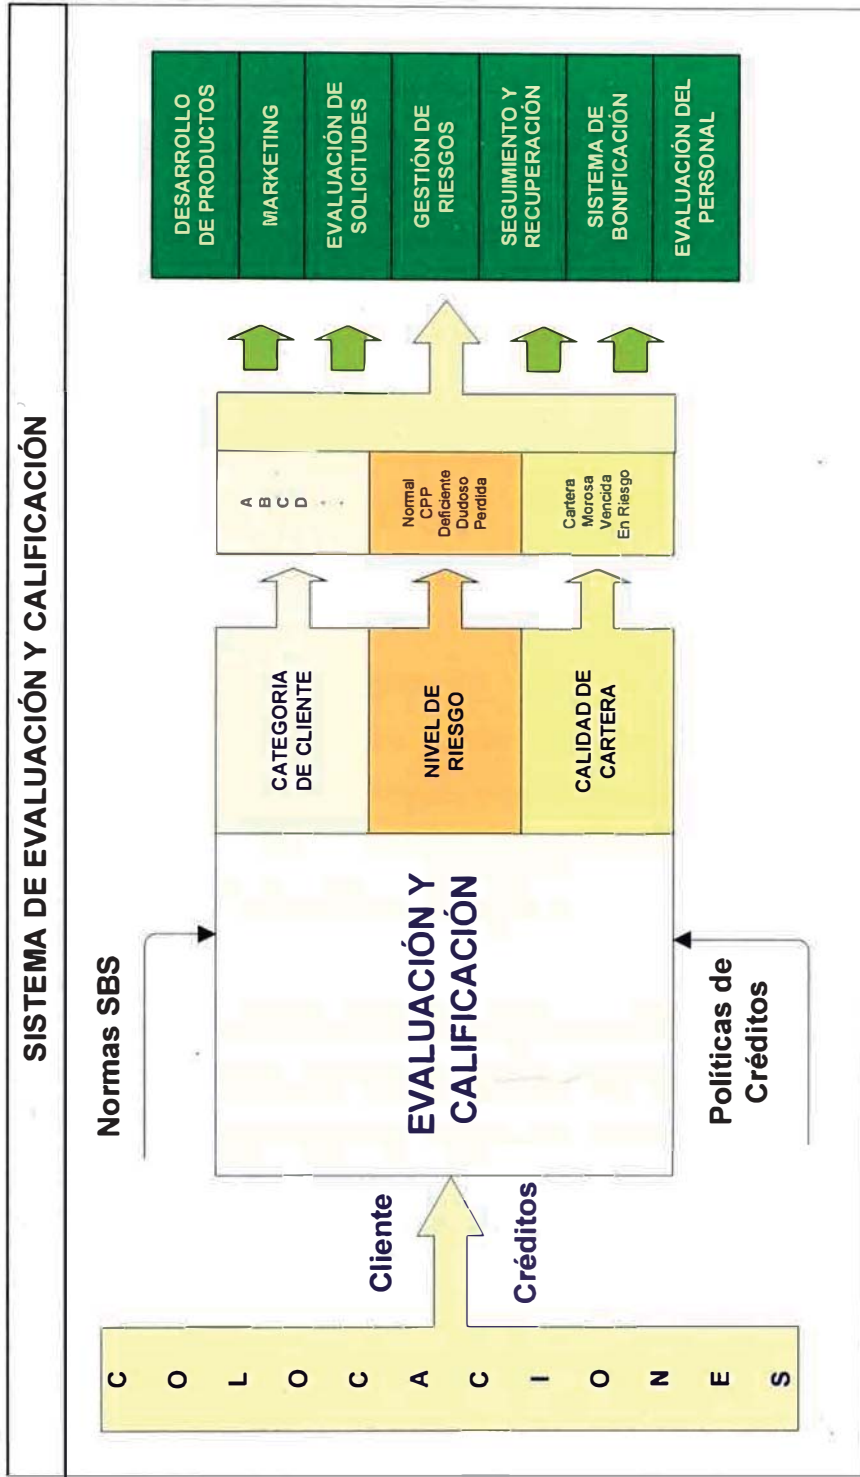 SISTEMA DE EVALUACIÓN Y CALIFICACIÓN
COLOCACIONES
Cliente
Créditos
Normas SBS
Políticas de
Créditos
EVALUACIÓN Y
CALIFICACIÓN
CATEGORIA
DE CLIENTE
NIVEL DE
RIESGO
CALIDAD DE
CARTERA
A
B
C
D
.
.
Normal
CPP
Deficiente
Dudoso
Perdida
Cartera
Morosa
Vencida
En Riesgo
DESARROLLO
DE PRODUCTOS
MARKETING
EVALUACIÓN DE
SOLICITUDES
GESTIÓN DE
RIESGOS
SEGUIMIENTO Y
RECUPERACIÓN
SISTEMA DE
BONIFICACIÓN
EVALUACIÓN DEL
PERSONAL